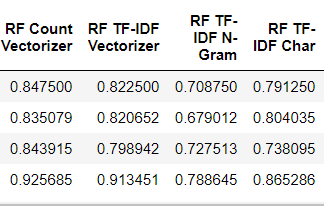 RF Count Vectorizer RF TF-IDF Vectorizer RF TF-IDF N-Gram RF TF-IDF Char
0.847500 0.822500 0.708750 0.791250
0.835079 0.820652 0.679012 0.804035
0.843915 0.798942 0.727513 0.738095
0.925685 0.913451 0.788645 0.865286